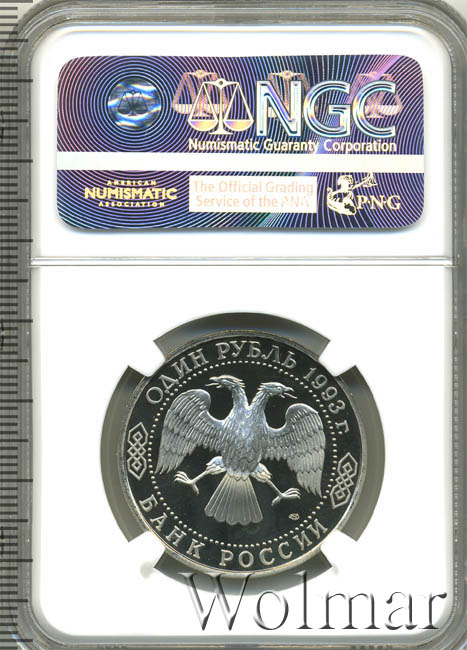 NGC
Numismatic Guaranty Corporation
AMERICAN
NUMISMATIC
ASSOCIATION
The Official Grading
Service of the PNG
P·N·G
ОДИН РУБЛЬ 1993 г.
БАНК РОССИИ
Wolmar